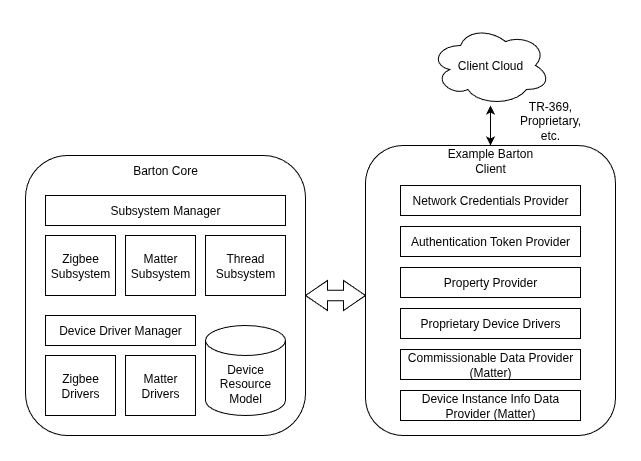 Client Cloud
TR-369,
Proprietary,
etc.
Barton Core
Subsystem Manager
Zigbee
Subsystem
Matter
Subsystem
Thread
Subsystem
Device Driver Manager
Zigbee
Drivers
Matter
Drivers
Device
Resource
Model
Example Barton
Client
Network Credentials Provider
Authentication Token Provider
Property Provider
Proprietary Device Drivers
Commissionable Data Provider
(Matter)
Device Instance Info Data
Provider (Matter)